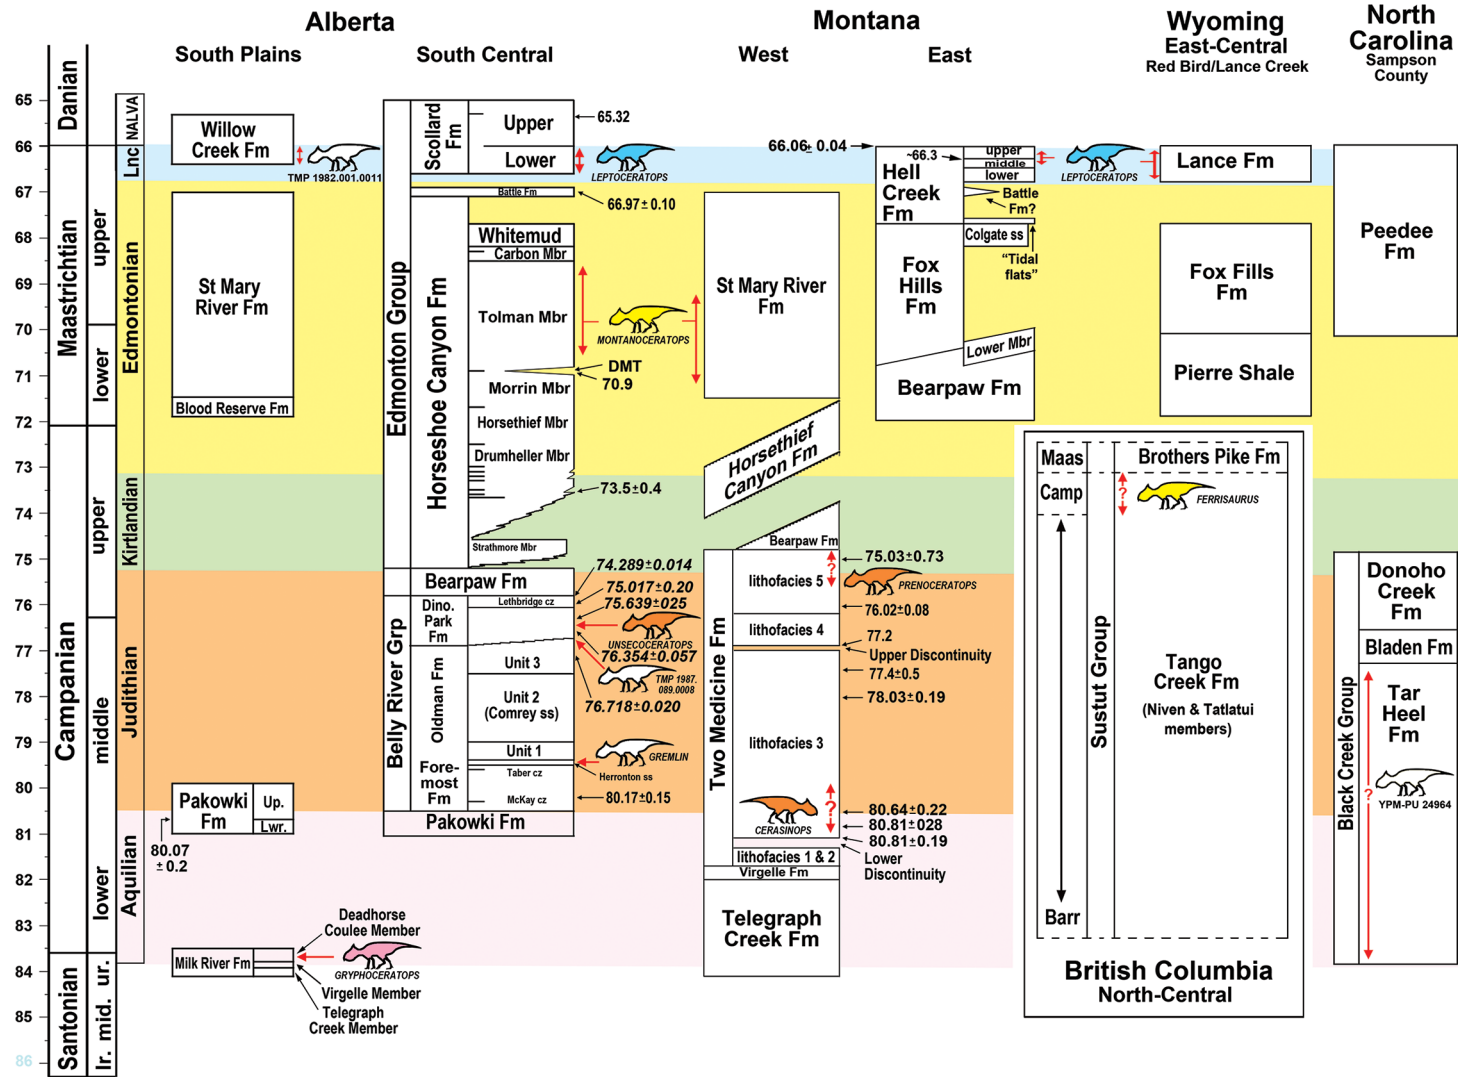 Alberta
Montana
Wyoming
East-Central
Red Bird/Lance Creek
North
Carolina
Sampson
County
South Plains
South Central
West
East
65
66
67
68
69
70
71
72
73
74
75
76
77
78
79
80
81
82
83
84
85
86
Danian
Maastrichtian
Campanian
Santonian
upper
lower
upper
middle
lower
ur.
mid.
lr.
NALVA
Lnc
Edmontonian
Kirtlandian
Judithian
Aquilian
Willow
Creek Fm
TMP 1982.001.0011
St Mary
River Fm
Blood Reserve Fm
Pakowki
Fm
Up.
Lwr.
80.07
± 0.2
Milk River Fm
Deadhorse
Coulee Member
GRYPHOCERATOPS
Virgelle Member
Telegraph
Creek Member
Edmonton Group
Scollard
Fm
Upper
Lower
65.32
LEPTOCERATOPS
Battle Fm
66.97± 0.10
Horseshoe Canyon Fm
Whitemud
Carbon Mbr
Tolman Mbr
MONTANOCERATOPS
DMT
70.9
Morrin Mbr
Horsethief Mbr
Drumheller Mbr
73.5±0.4
Strathmore Mbr
Bearpaw Fm
74.289±0.014
75.017±0.20
75.639±025
Belly River Grp
Dino.
Park
Fm
Lethbridge cz
UNSECOCERATOPS
76.354±0.057
TMP 1987.
089.0008
76.718±0.020
Oldman Fm
Unit 3
Unit 2
(Comrey ss)
Unit 1
GREMLIN
Herronton ss
Fore-
most
Fm
Taber cz
McKay cz
80.17±0.15
Pakowki Fm
St Mary River
Fm
Horsethief
Canyon Fm
Bearpaw Fm
75.03±0.73
?
PRENOCERATOPS
Two Medicine Fm
lithofacies 5
76.02±0.08
lithofacies 4
77.2
Upper Discontinuity
77.4±0.5
78.03±0.19
lithofacies 3
CERASINOPS
?
80.64±0.22
80.81±028
80.81±0.19
Lower
Discontinuity
lithofacies 1 & 2
Virgelle Fm
Telegraph
Creek Fm
66.06± 0.04
~66.3
Hell
Creek
Fm
upper
middle
lower
LEPTOCERATOPS
Battle
Fm?
Colgate ss
“Tidal
flats”
Fox
Hills
Fm
Lower Mbr
Bearpaw Fm
Lance Fm
Fox Fills
Fm
Pierre Shale
Maas
Camp
Barr
Sustut Group
Brothers Pike Fm
?
FERRISAURUS
Tango
Creek Fm
(Niven & Tatlatui
members)
British Columbia
North-Central
Peedee
Fm
Black Creek Group
Donoho
Creek
Fm
Bladen Fm
Tar
Heel
Fm
?
YPM-PU 24964